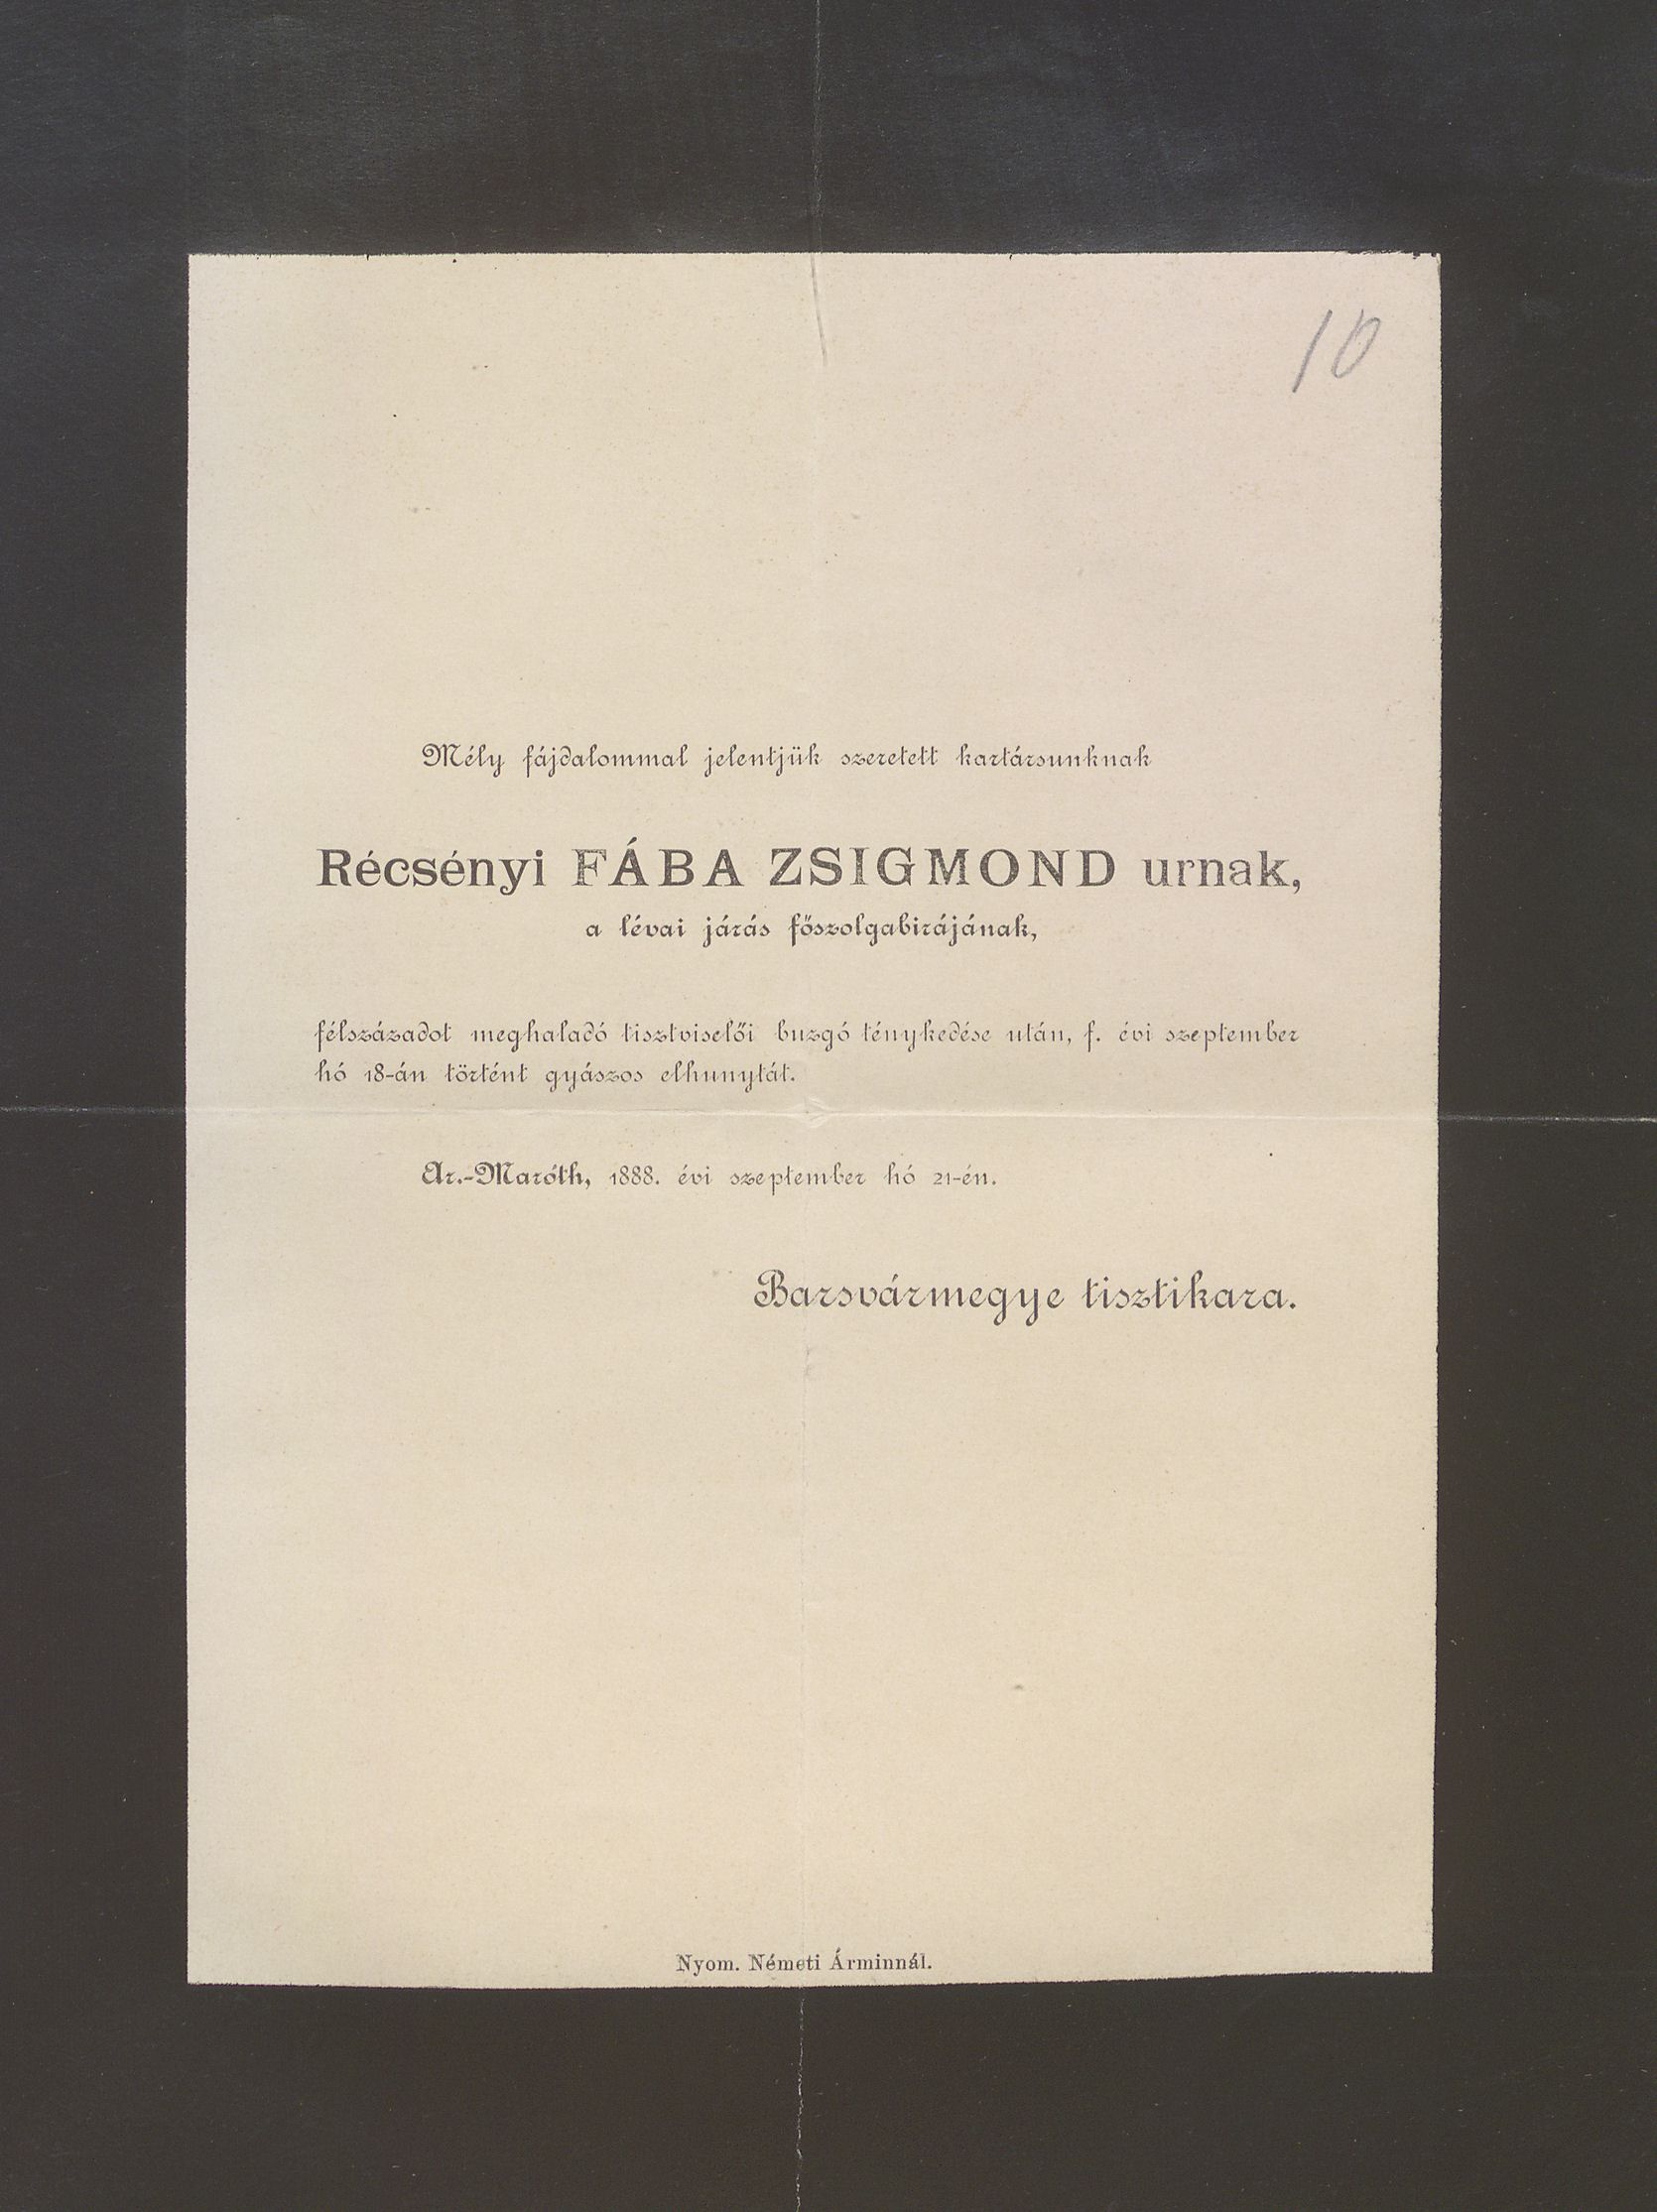 10
Mély fájdalommal jelentjük szeretett kartársunknak
Récsényi FÁBA ZSIGMOND urnak,
a lévai járás főszolgabirájának,
félszázadot meghaladó tisztviselői buzgó ténykedése után, f. évi szeptember
hó 18-án történt gyászos elhunytát.
Ar.-Maróth, 1888. évi szeptember hó 21-én.
Barsvármegye tisztikara.
Nyom. Németi Árminnál.